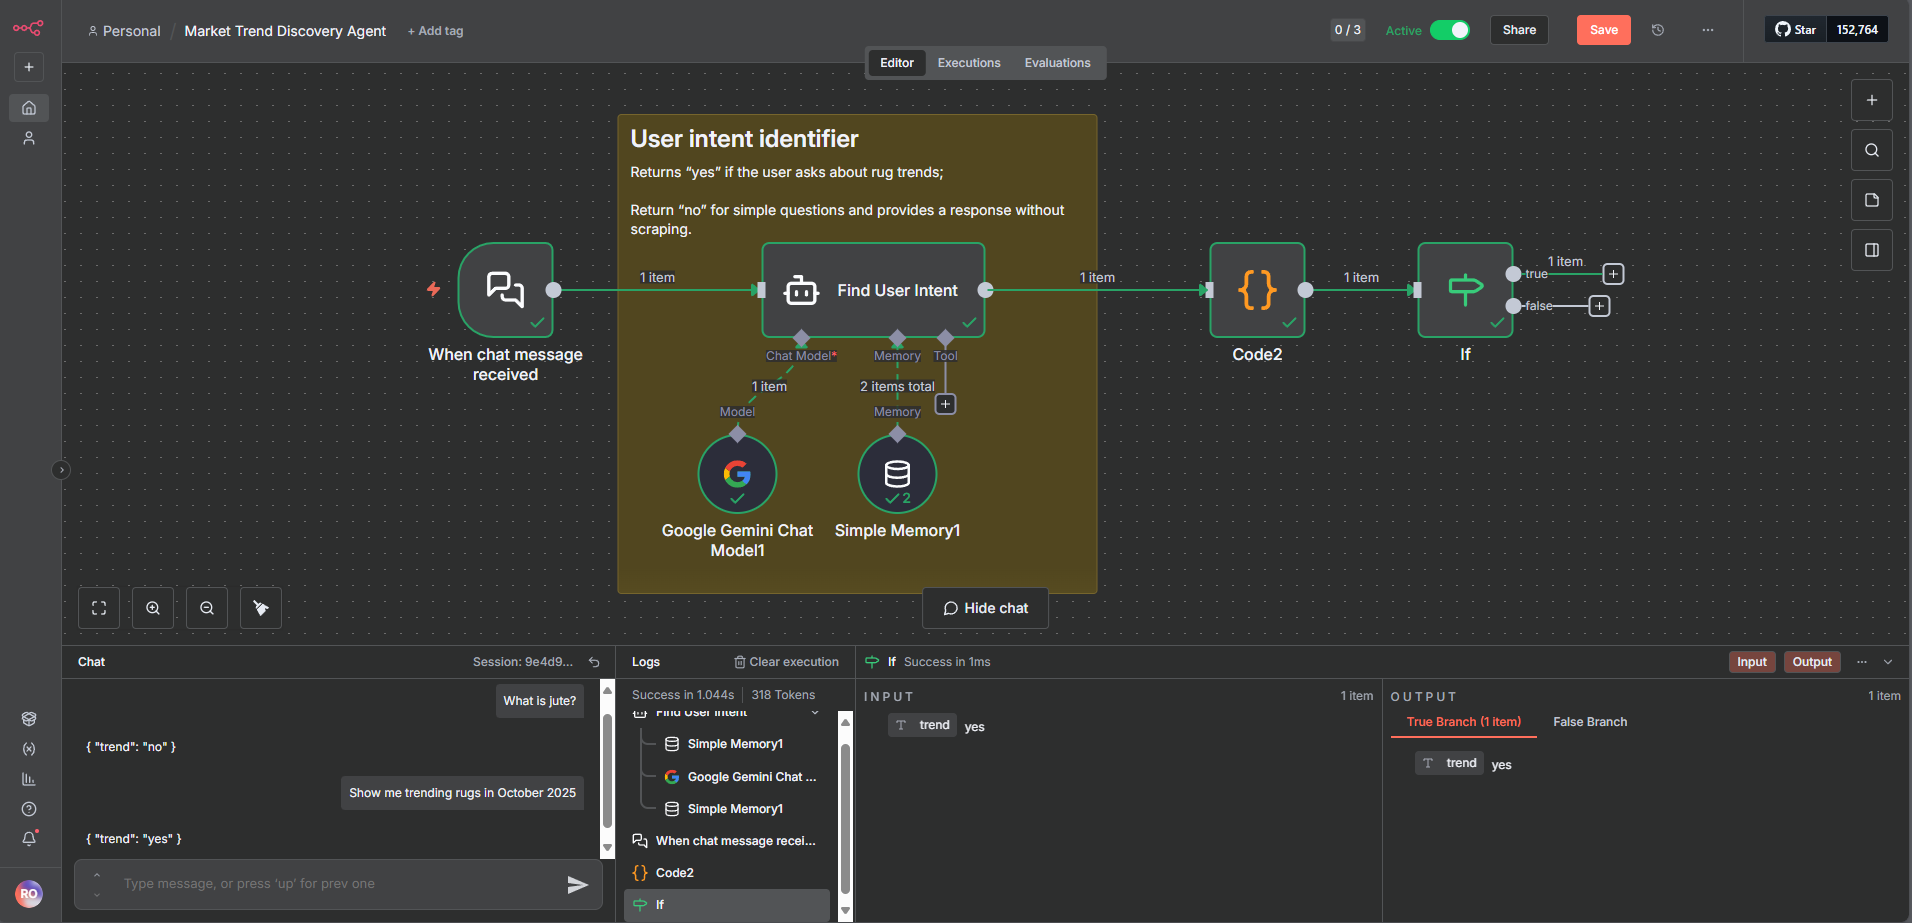 Personal / Market Trend Discovery Agent + Add tag
0 / 3 Active Share Save ... Star 152,764
Editor Executions Evaluations
User intent identifier
Returns “yes” if the user asks about rug trends;
Return “no” for simple questions and provides a response without
scraping.
1 item
Find User Intent
1 item
{}
1 item
1 item
true
false
When chat message
received
Chat Model*
Memory
Tool
Code2
If
1 item
2 items total
Model
Memory
2
Google Gemini Chat
Model1
Simple Memory1
Hide chat
Chat Session: 9e4d9...
What is jute?
{ "trend": "no" }
Show me trending rugs in October 2025
{ "trend": "yes" }
Type message, or press ‘up’ for prev one
RO
Logs Clear execution
Success in 1.044s 318 Tokens
Find User Intent
Simple Memory1
Google Gemini Chat ...
Simple Memory1
When chat message recei...
{} Code2
If
If Success in 1ms Input Output ...
INPUT 1 item
T trend yes
OUTPUT 1 item
True Branch (1 item) False Branch
T trend yes